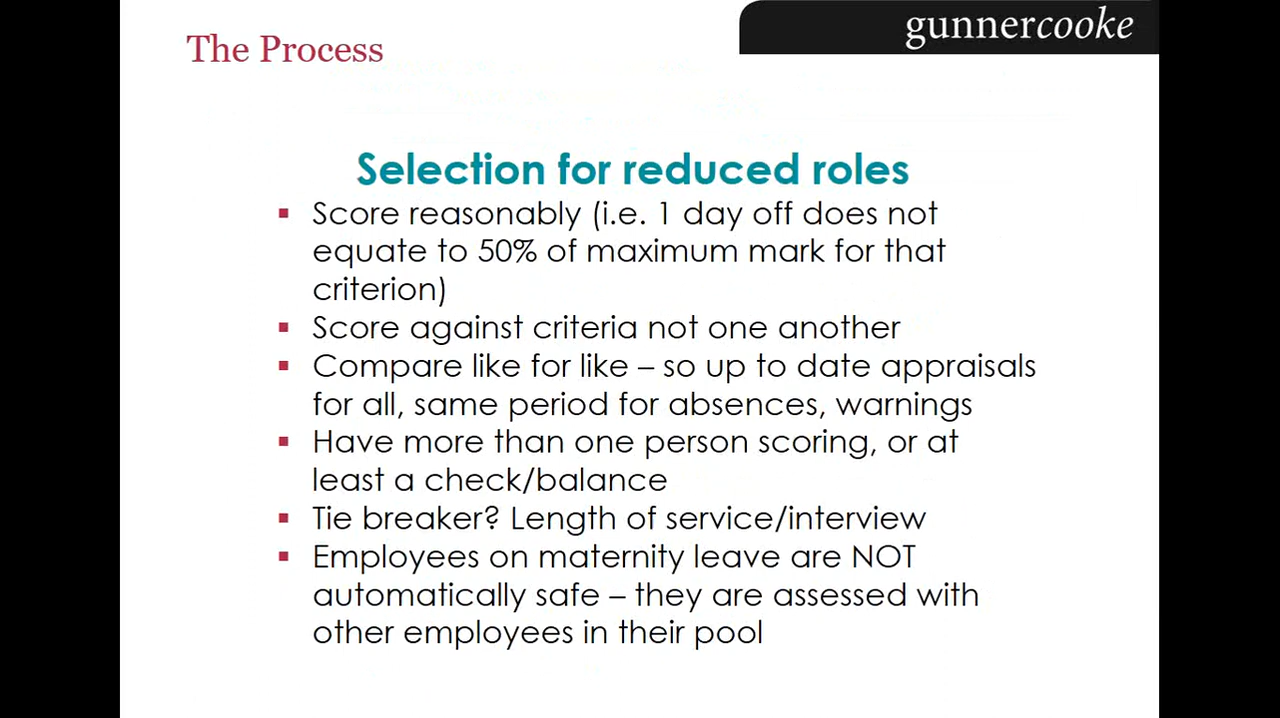 The Process
gunnercooke
Selection for reduced roles
▪ Score reasonably (i.e. 1 day off does not
equate to 50% of maximum mark for that
criterion)
▪ Score against criteria not one another
▪ Compare like for like – so up to date appraisals
for all, same period for absences, warnings
▪ Have more than one person scoring, or at
least a check/balance
▪ Tie breaker? Length of service/interview
▪ Employees on maternity leave are NOT
automatically safe – they are assessed with
other employees in their pool